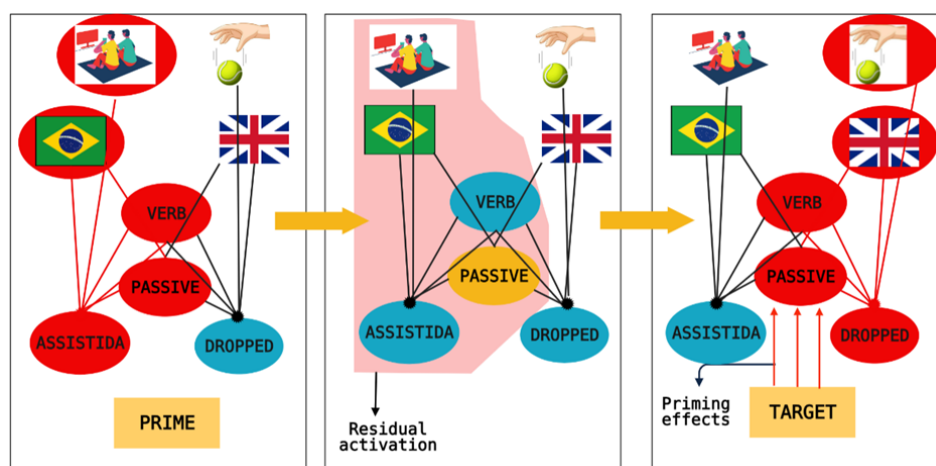 VERB
PASSIVE
ASSISTIDA
DROPPED
PRIME
VERB
PASSIVE
ASSISTIDA
DROPPED
Residual
activation
VERB
PASSIVE
ASSISTIDA
DROPPED
Priming
effects
TARGET